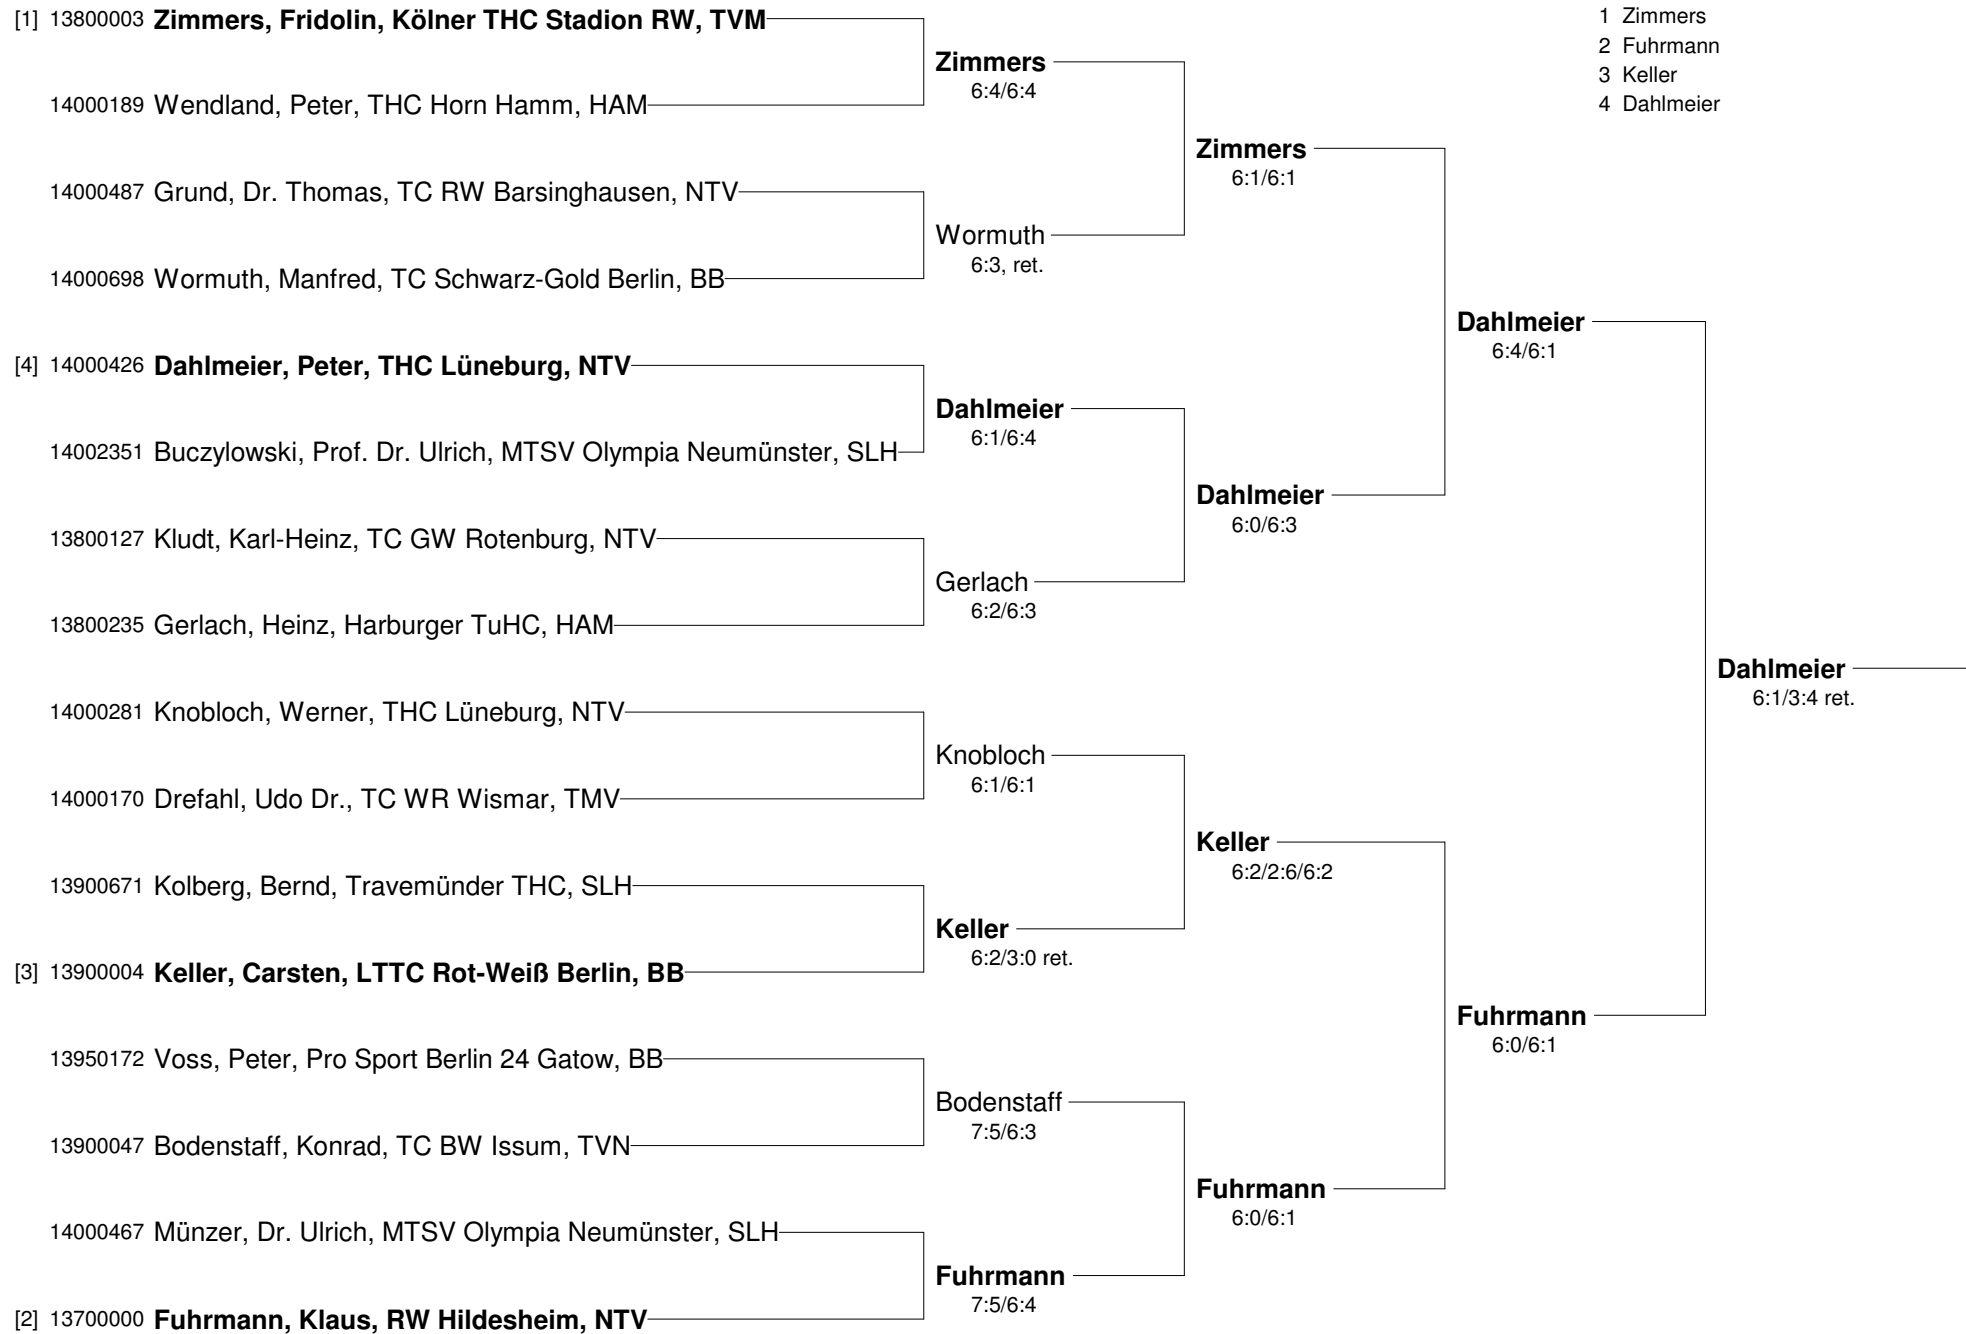 [1] 13800003 Zimmers, Fridolin, Kölner THC Stadion RW, TVM
14000189 Wendland, Peter, THC Horn Hamm, HAM
14000487 Grund, Dr. Thomas, TC RW Barsinghausen, NTV
14000698 Wormuth, Manfred, TC Schwarz-Gold Berlin, BB
[4] 14000426 Dahlmeier, Peter, THC Lüneburg, NTV
14002351 Buczylowski, Prof. Dr. Ulrich, MTSV Olympia Neumünster, SLH
13800127 Kludt, Karl-Heinz, TC GW Rotenburg, NTV
13800235 Gerlach, Heinz, Harburger TuHC, HAM
14000281 Knobloch, Werner, THC Lüneburg, NTV
14000170 Drefahl, Udo Dr., TC WR Wismar, TMV
13900671 Kolberg, Bernd, Travemünder THC, SLH
[3] 13900004 Keller, Carsten, LTTC Rot-Weiß Berlin, BB
13950172 Voss, Peter, Pro Sport Berlin 24 Gatow, BB
13900047 Bodenstaff, Konrad, TC BW Issum, TVN
14000467 Münzer, Dr. Ulrich, MTSV Olympia Neumünster, SLH
[2] 13700000 Fuhrmann, Klaus, RW Hildesheim, NTV
Zimmers
6:4/6:4
Wormuth
6:3, ret.
Dahlmeier
6:1/6:4
Gerlach
6:2/6:3
Knobloch
6:1/6:1
Keller
6:2/3:0 ret.
Bodenstaff
7:5/6:3
Fuhrmann
7:5/6:4
Zimmers
6:1/6:1
Dahlmeier
6:0/6:3
Keller
6:2/2:6/6:2
Fuhrmann
6:0/6:1
Dahlmeier
6:4/6:1
Fuhrmann
6:0/6:1
Dahlmeier
6:1/3:4 ret.
1 Zimmers
2 Fuhrmann
3 Keller
4 Dahlmeier